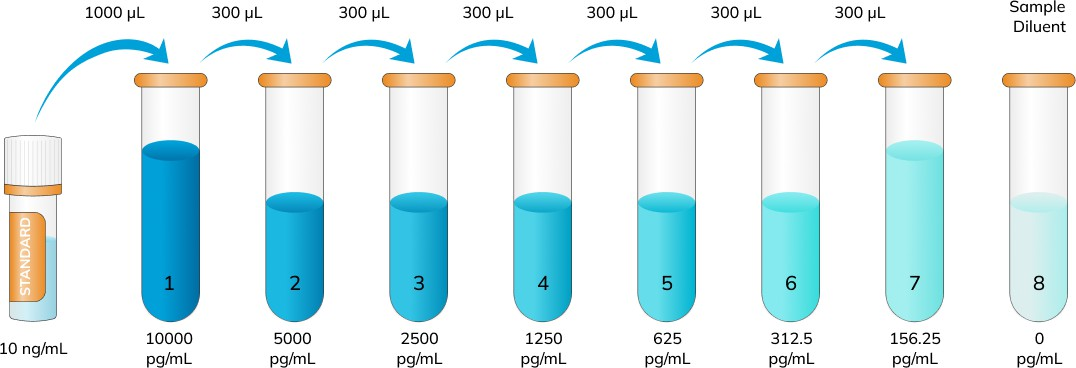 1000 µL
300 µL
300 µL
300 µL
300 µL
300 µL
300 µL
Sample
Diluent
STANDARD
1
2
3
4
5
6
7
8
10 ng/mL
10000
pg/mL
5000
pg/mL
2500
pg/mL
1250
pg/mL
625
pg/mL
312.5
pg/mL
156.25
pg/mL
0
pg/mL